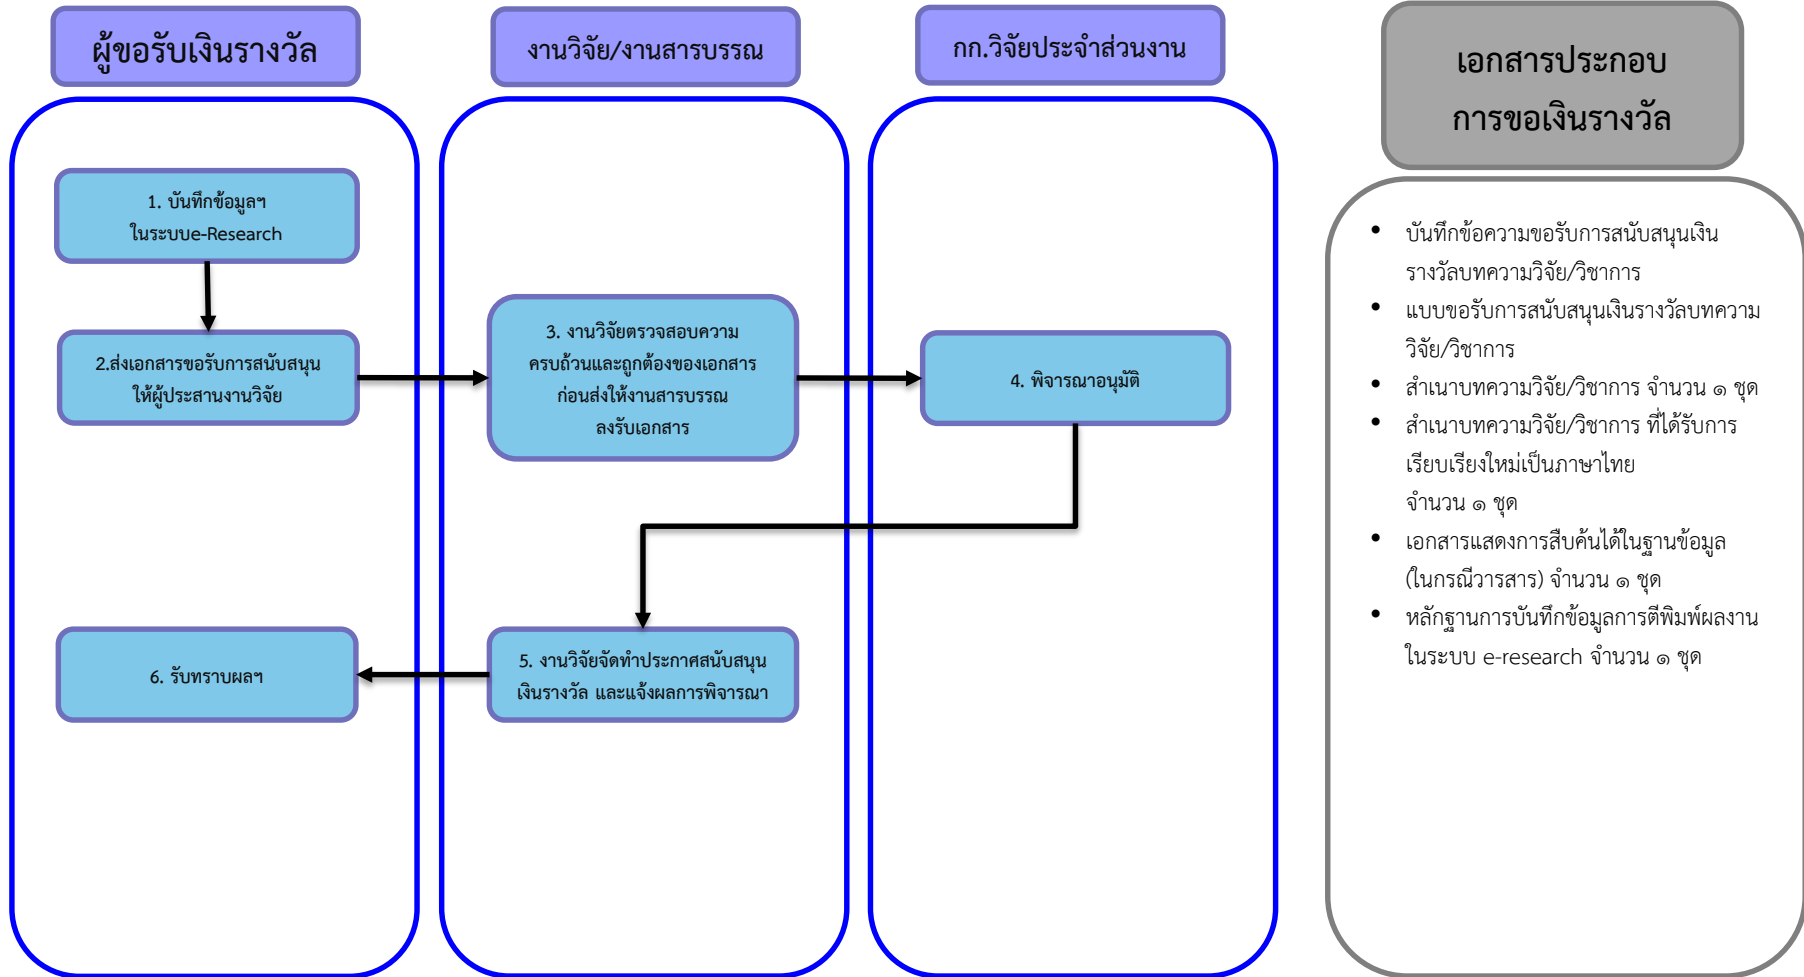 ผู้ขอรับเงินรางวัล
งานวิจัย/งานสารบรรณ
กก.วิจัยประจำส่วนงาน
เอกสารประกอบ
การขอเงินรางวัล
1. บันทึกข้อมูลฯ
ในระบบe-Research
2.ส่งเอกสารขอรับการสนับสนุน
ให้ผู้ประสานงานวิจัย
3. งานวิจัยตรวจสอบความ
ครบถ้วนและถูกต้องของเอกสาร
ก่อนส่งให้งานสารบรรณ
ลงรับเอกสาร
4. พิจารณาอนุมัติ
5. งานวิจัยจัดทำประกาศสนับสนุน
เงินรางวัล และแจ้งผลการพิจารณา
6. รับทราบผลฯ
• บันทึกข้อความขอรับการสนับสนุนเงิน
รางวัลบทความวิจัย/วิชาการ
• แบบขอรับการสนับสนุนเงินรางวัลบทความ
วิจัย/วิชาการ
• สำเนาบทความวิจัย/วิชาการ จำนวน ๑ ชุด
• สำเนาบทความวิจัย/วิชาการ ที่ได้รับการ
เรียบเรียงใหม่เป็นภาษาไทย
จำนวน ๑ ชุด
• เอกสารแสดงการสืบค้นได้ในฐานข้อมูล
(ในกรณีวารสาร) จำนวน ๑ ชุด
• หลักฐานการบันทึกข้อมูลการตีพิมพ์ผลงาน
ในระบบ e-research จำนวน ๑ ชุด